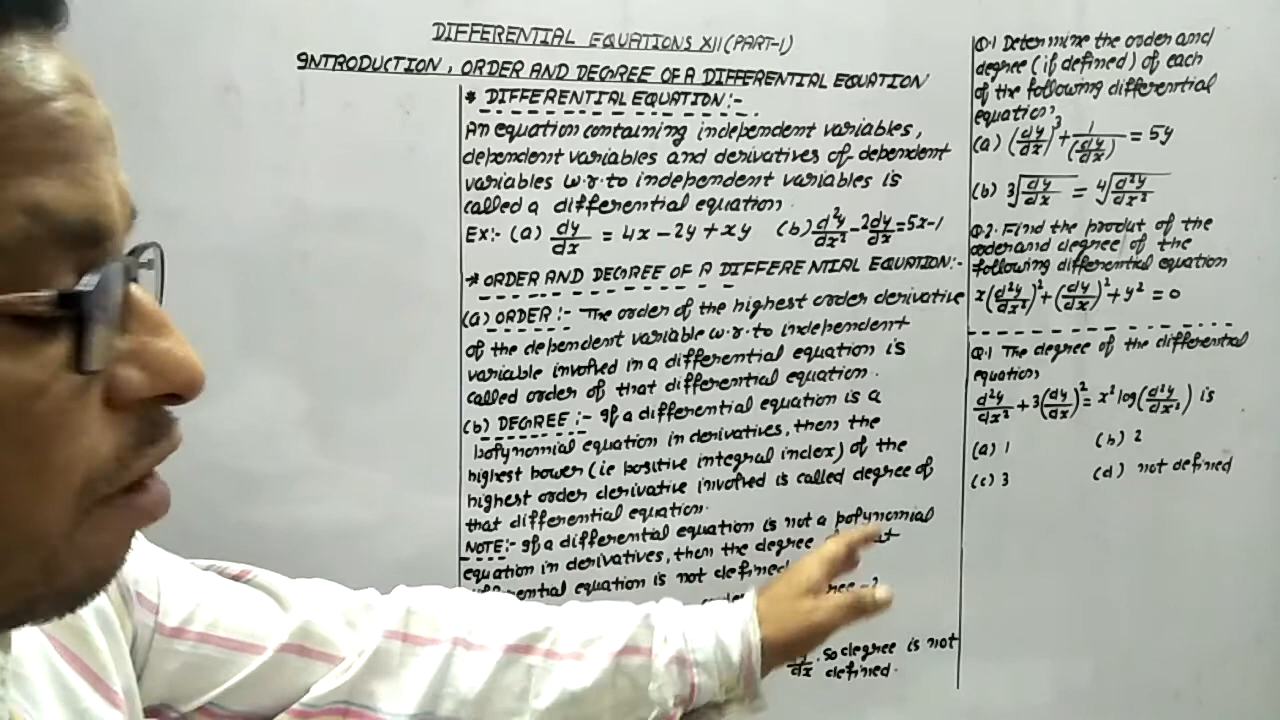 DIFFERENTIAL EQUATIONS XII (PART-1)
INTRODUCTION, ORDER AND DEGREE OF A DIFFERENTIAL EQUATION
* DIFFERENTIAL EQUATION:-
An equation containing independent variables,
dependent variables and derivatives of dependent
variables w.r.to independent variables is
called a differential equation.
EX:- (a) dy/dx = 4x - 2y + xy (b) d²y/dx² - 2dy/dx = 5x-1
* ORDER AND DEGREE OF A DIFFERENTIAL EQUATION:-
(a) ORDER:- The order of the highest order derivative
of the dependent variable w.r.to independent
variable involved in a differential equation is
called order of that differential equation.
(b) DEGREE:- If a differential equation is a
polynomial equation in derivatives, then the
highest power (ie positive integral index) of the
highest order derivative involved is called degree of
that differential equation.
NOTE:- If a differential equation is not a polynomial
equation in derivatives, then the degree
equation is not defined
dx . so degree is not
defined.
Q.1 Determine the order and
degree (if defined) of each
of the following differential
equation,
(a) (dy/dx)³ + 1/(dy/dx) = 5y
(b) 3√(dy/dx) = 4√(d²y/dx²)
Q.2. Find the produt of the
order and degree of the
following differential equation
x(d²y/dx²)² + (dy/dx)² + y² = 0
Q.1 The degree of the differential
equation
d²y/dx² + 3(dy/dx)² = x² log(d²y/dx²) is
(a) 1 (b) 2
(c) 3 (d) not defined